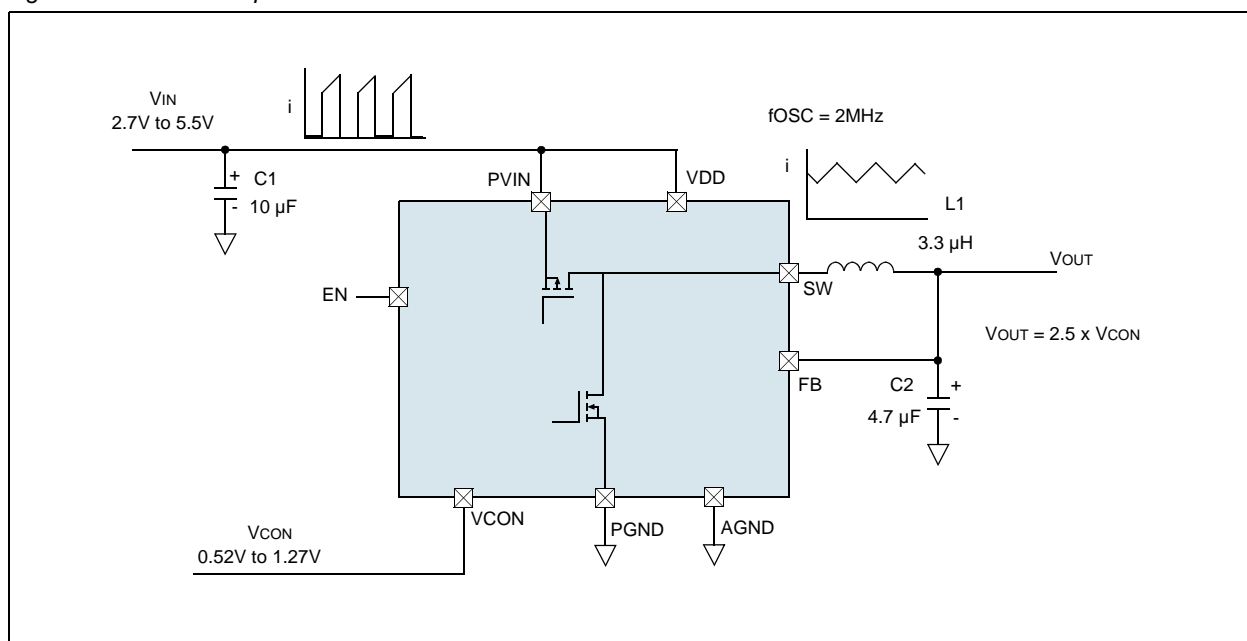 i
VIN
2.7V to 5.5V
fOSC = 2MHz
+
C1
10 µF
-
PVIN
VDD
i
L1
3.3 µH
VOUT
EN
SW
VOUT = 2.5 x VCON
FB
C2
+
4.7 µF
-
VCON
PGND
AGND
VCON
0.52V to 1.27V